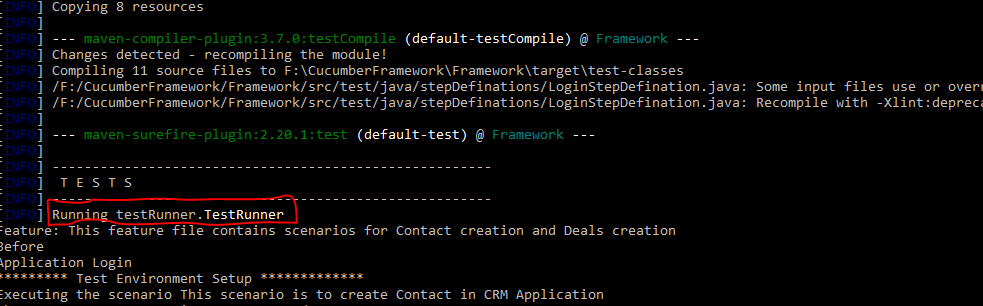 [INFO] Copying 8 resources
[INFO]
[INFO] --- maven-compiler-plugin:3.7.0:testCompile (default-testCompile) @ Framework ---
[INFO] Changes detected - recompiling the module!
[INFO] Compiling 11 source files to F:\CucumberFramework\Framework\target\test-classes
[INFO] /F:/CucumberFramework/Framework/src/test/java/stepDefinations/LoginStepDefination.java: Some input files use or over
[INFO] /F:/CucumberFramework/Framework/src/test/java/stepDefinations/LoginStepDefination.java: Recompile with -Xlint:depreca
[INFO]
[INFO] --- maven-surefire-plugin:2.20.1:test (default-test) @ Framework ---
[INFO]
[INFO] -------------------------------------------------------
[INFO]  T E S T S
[INFO] -------------------------------------------------------
[INFO] Running testRunner.TestRunner
Feature: This feature file contains scenarios for Contact creation and Deals creation
Before
Application Login
********* Test Environment Setup *************
Executing the scenario This scenario is to create Contact in CRM Application